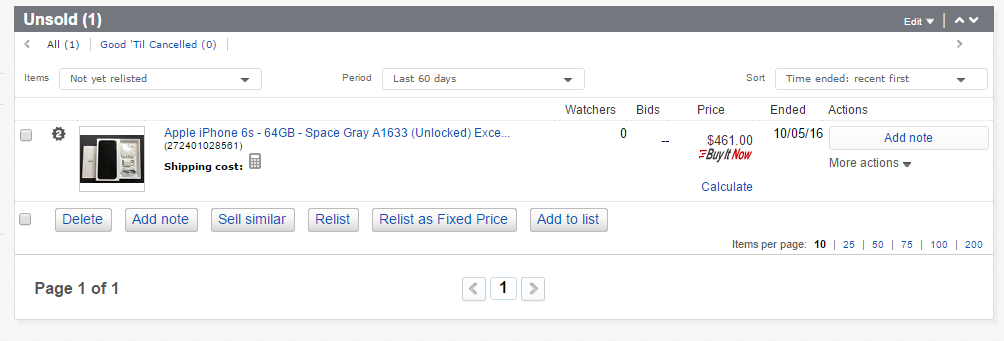 Unsold (1) Edit
All (1) Good 'Til Cancelled (0)
Items Not yet relisted Period Last 60 days Sort Time ended: recent first
Watchers Bids Price Ended Actions
2 Apple iPhone 6s - 64GB - Space Gray A1633 (Unlocked) Exce... 0 -- $461.00 10/05/16 Add note
(272401028561)
Buy It Now
Shipping cost: More actions
Calculate
Delete Add note Sell similar Relist Relist as Fixed Price Add to list
Items per page: 10 | 25 | 50 | 75 | 100 | 200
Page 1 of 1 1